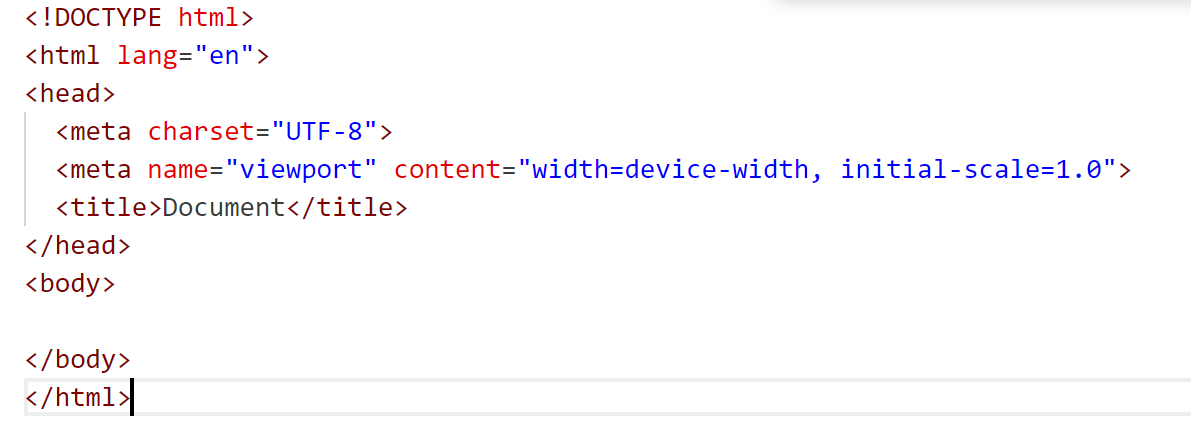 <!DOCTYPE html>
<html lang="en">
<head>
  <meta charset="UTF-8">
  <meta name="viewport" content="width=device-width, initial-scale=1.0">
  <title>Document</title>
</head>
<body>

</body>
</html>